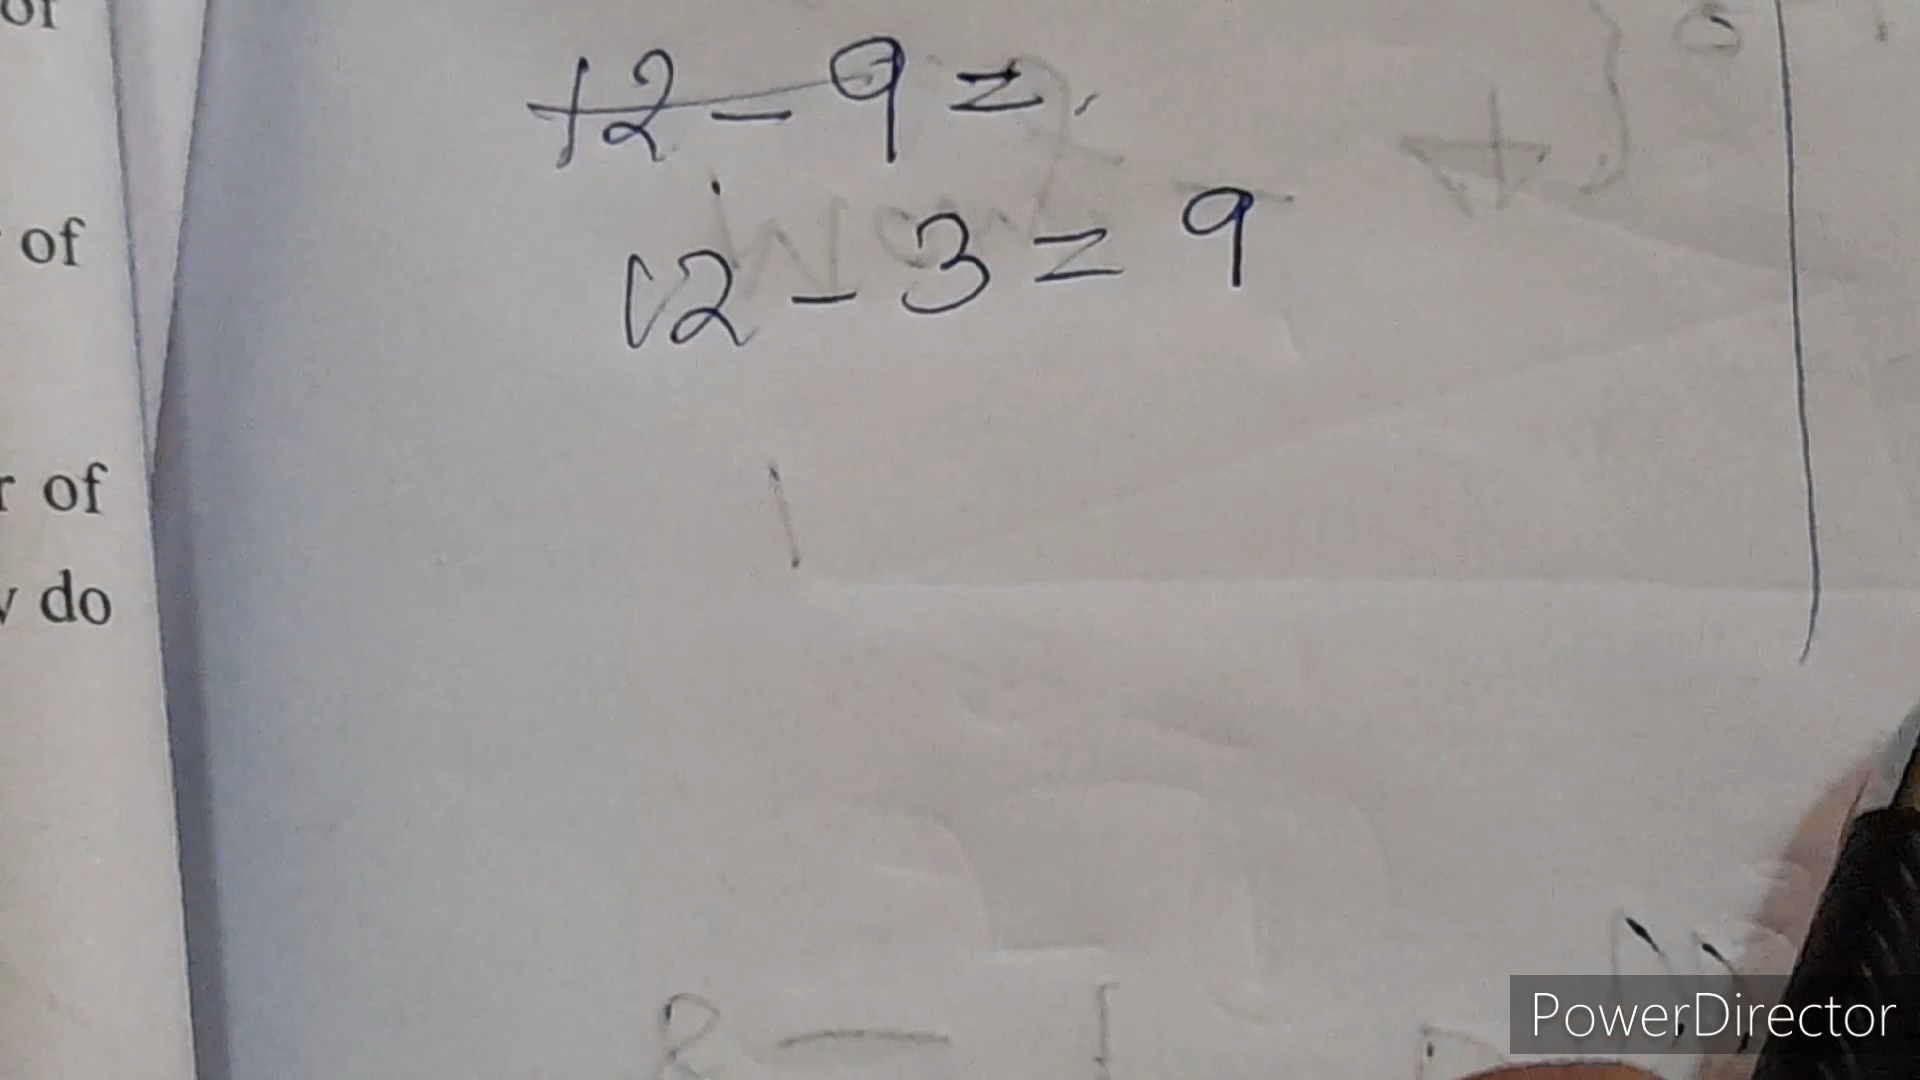 of
12 - 9 =
of
12 - 3 = 9
r of
do
R — I
PowerDirector